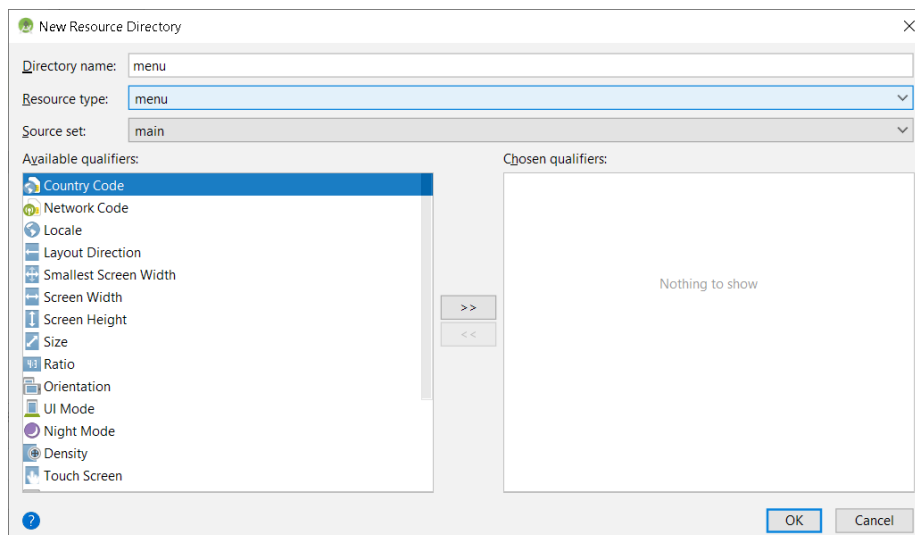 New Resource Directory
Directory name: menu
Resource type: menu
Source set: main
Available qualifiers:
Chosen qualifiers:
Country Code
Network Code
Locale
Layout Direction
Smallest Screen Width
Screen Width
Screen Height
Size
Ratio
Orientation
UI Mode
Night Mode
Density
Touch Screen
>>
<<
Nothing to show
?
OK
Cancel